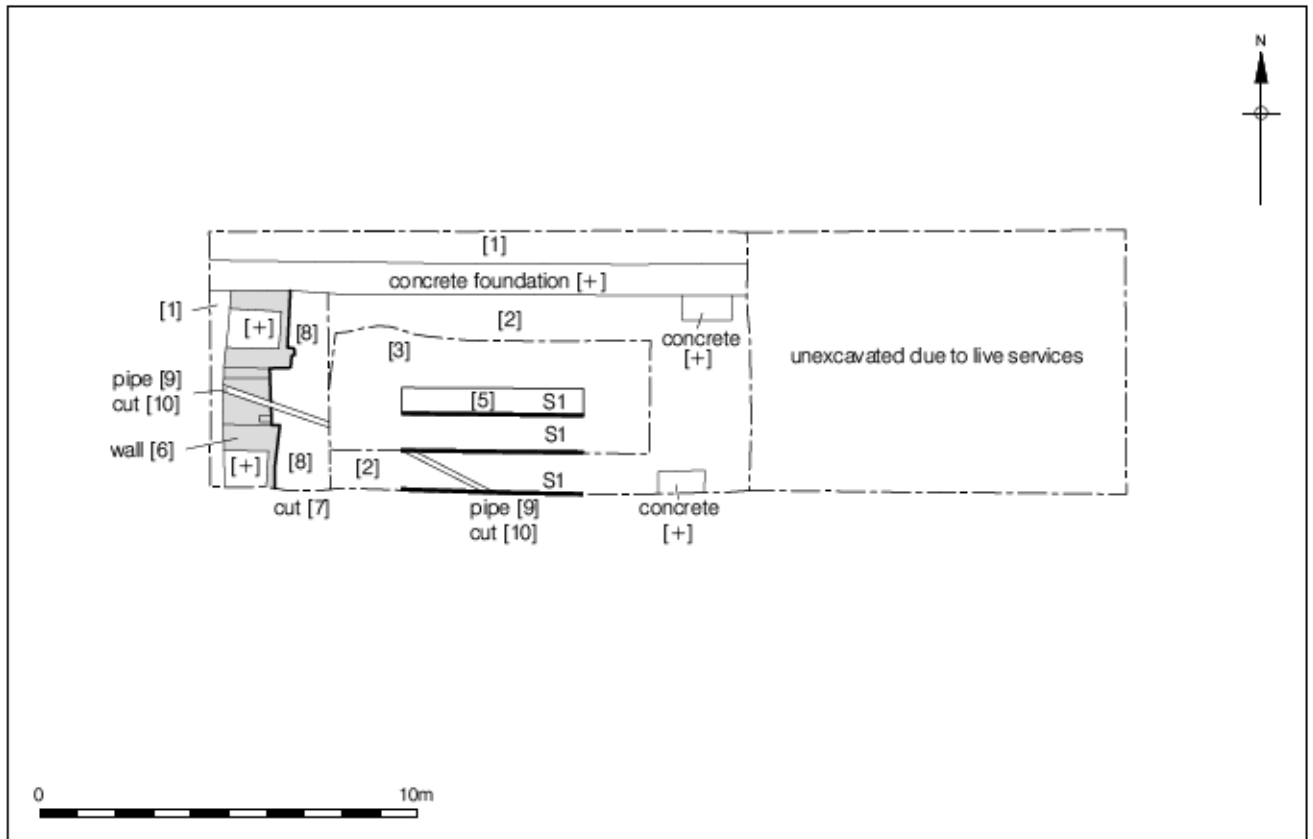 N
[1]
concrete foundation [+]
[1]
[+]
[8]
[2]
concrete
[+]
[3]
unexcavated due to live services
pipe [9]
cut [10]
[5]
S1
S1
wall [6]
[+]
[8]
[2]
S1
cut [7]
pipe [9]
cut [10]
concrete
[+]
0
10m